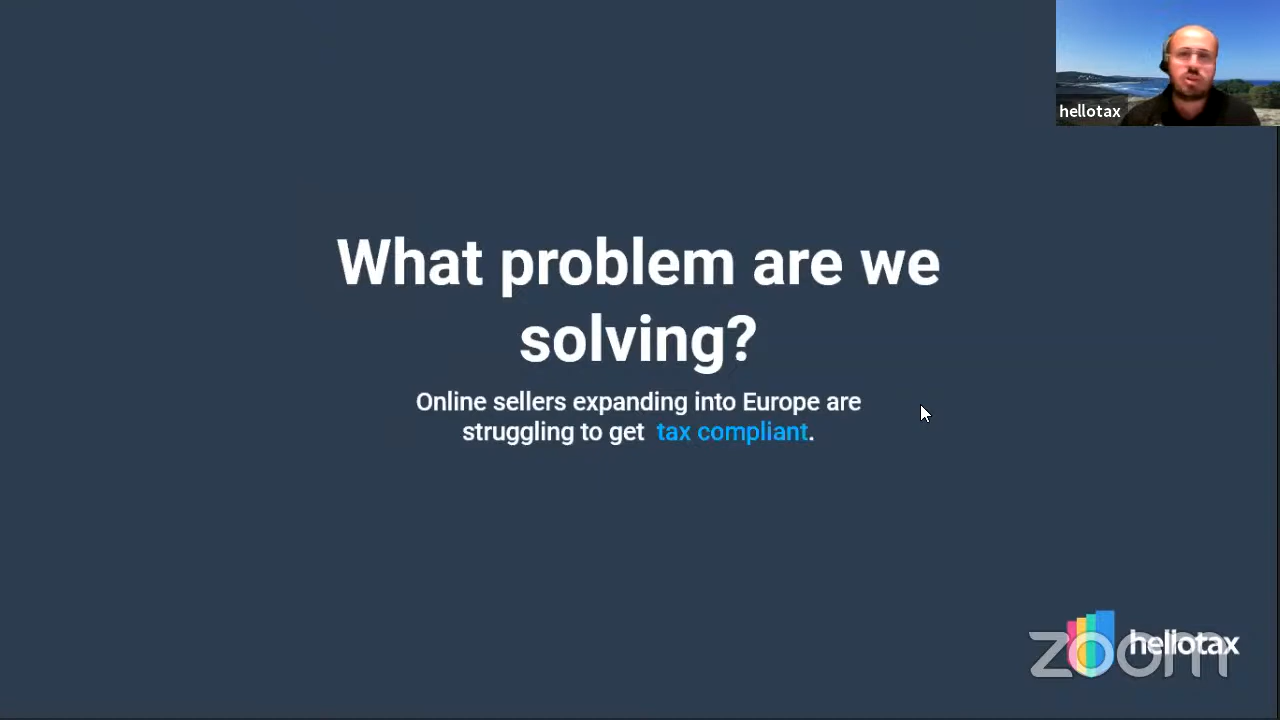 hellotax
What problem are we
solving?
Online sellers expanding into Europe are
struggling to get tax compliant.
hellotax
zoom